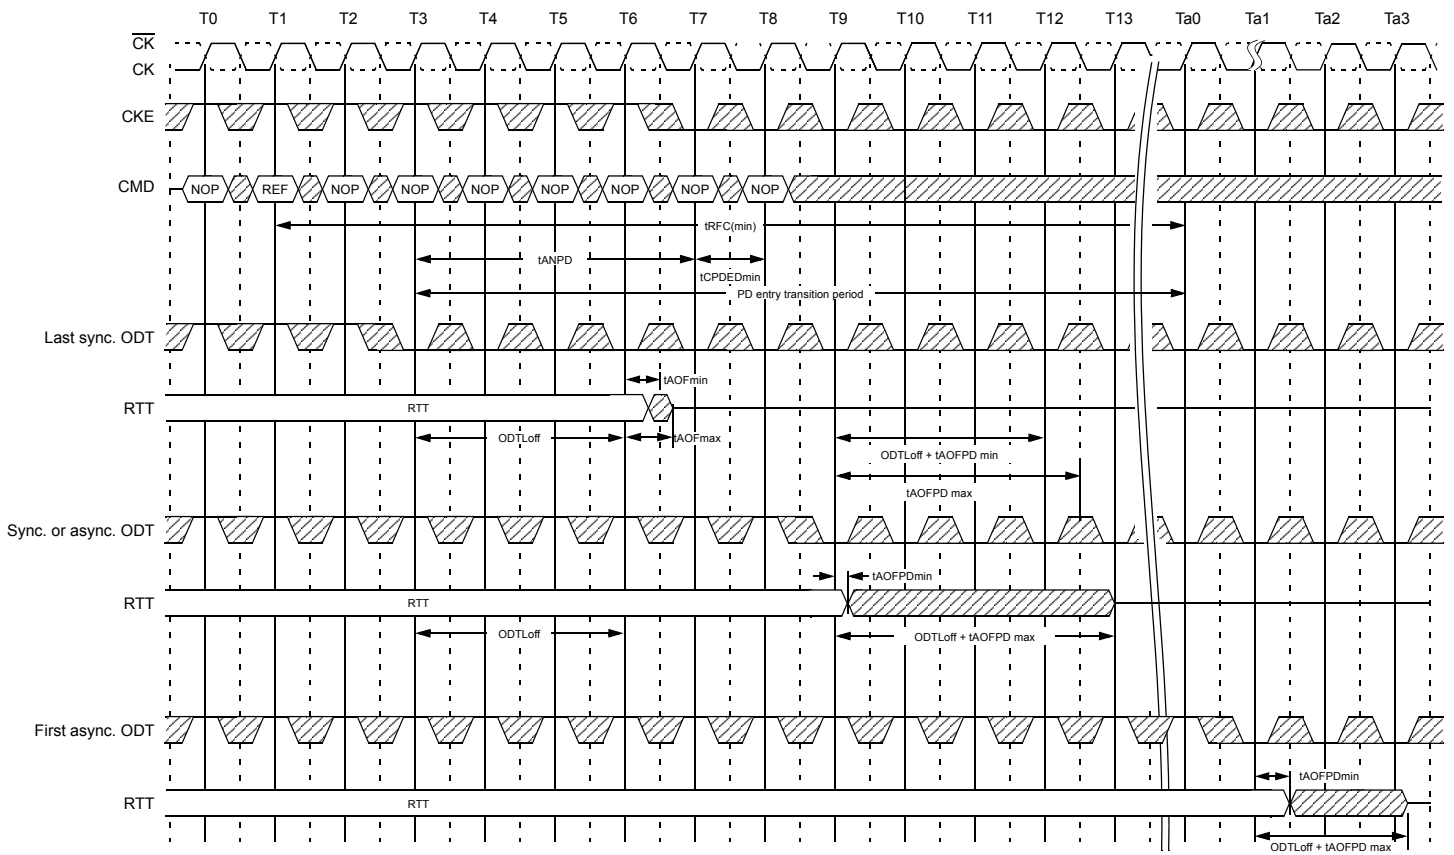 T0 T1 T2 T3 T4 T5 T6 T7 T8 T9 T10 T11 T12 T13 Ta0 Ta1 Ta2 Ta3
C̅K̅
CK
CKE
CMD NOP REF NOP NOP NOP NOP NOP NOP NOP
tRFC(min)
tANPD
tCPDEDmin
PD entry transition period
Last sync. ODT
tAOFmin
RTT RTT
ODTLoff tAOFmax
ODTLoff + tAOFPD min
tAOFPD max
Sync. or async. ODT
tAOFPDmin
RTT RTT
ODTLoff ODTLoff + tAOFPD max
First async. ODT
tAOFPDmin
RTT RTT
ODTLoff + tAOFPD max